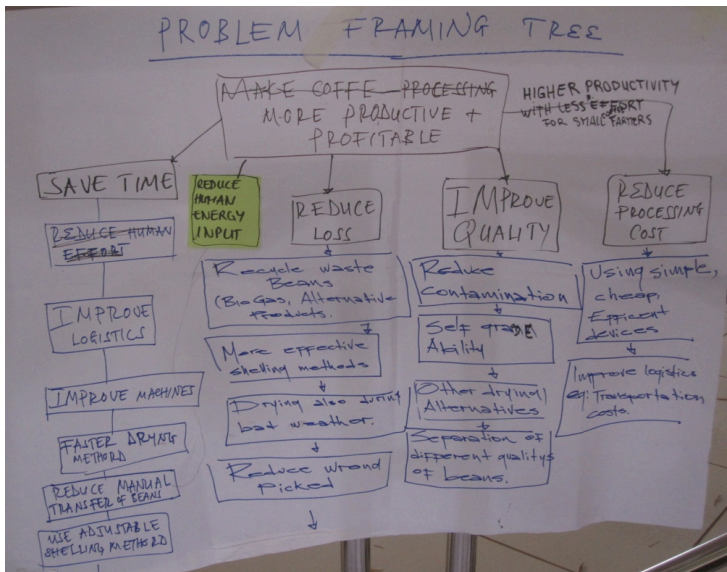 PROBLEM FRAMING TREE
MAKE COFFE PROCESSING
MORE PRODUCTIVE +
PROFITABLE
HIGHER PRODUCTIVITY
WITH LESS EFFORT
FOR SMALL FARMERS
SAVE TIME
REDUCE HUMAN
EFFORT
IMPROVE
LOGISTICS
IMPROVE MACHINES
FASTER DRYNG
METHORD
REDUCE MANUAL
TRANSFER OF BEANS
USE ADJUSTABLE
SHELLING METHORD
REDUCE
HUMAN
ENERGY
INPUT
REDUCE
LOSS
Recycle waste
Beans
(BioGas, Alternative
Products.
More effective
shelling methods
Drying also during
bad weather.
Reduce wrong
Picked
IMPROVE
QUALITY
Reduce
contamination
Self grade
Ability
Other drying
Alternatives
Separation of
different qualitys
of beans.
REDUCE
PROCESSING
COST
Using simple,
cheap,
Efficent
devices
Improve logistics
eg: Transportation
costs.